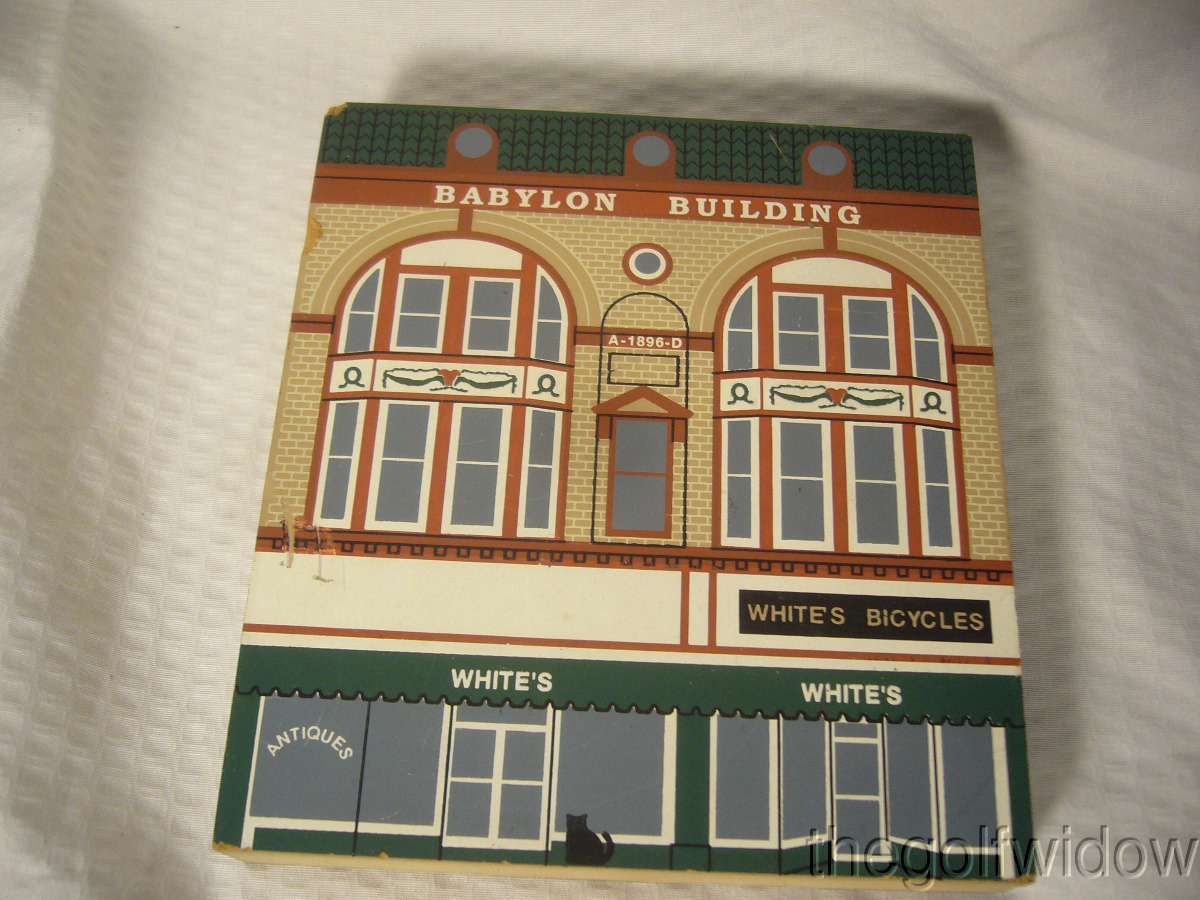 BABYLON BUILDING
A-1896-D
WHITE'S BICYCLES
WHITE'S WHITE'S
ANTIQUES
thegolfwidow